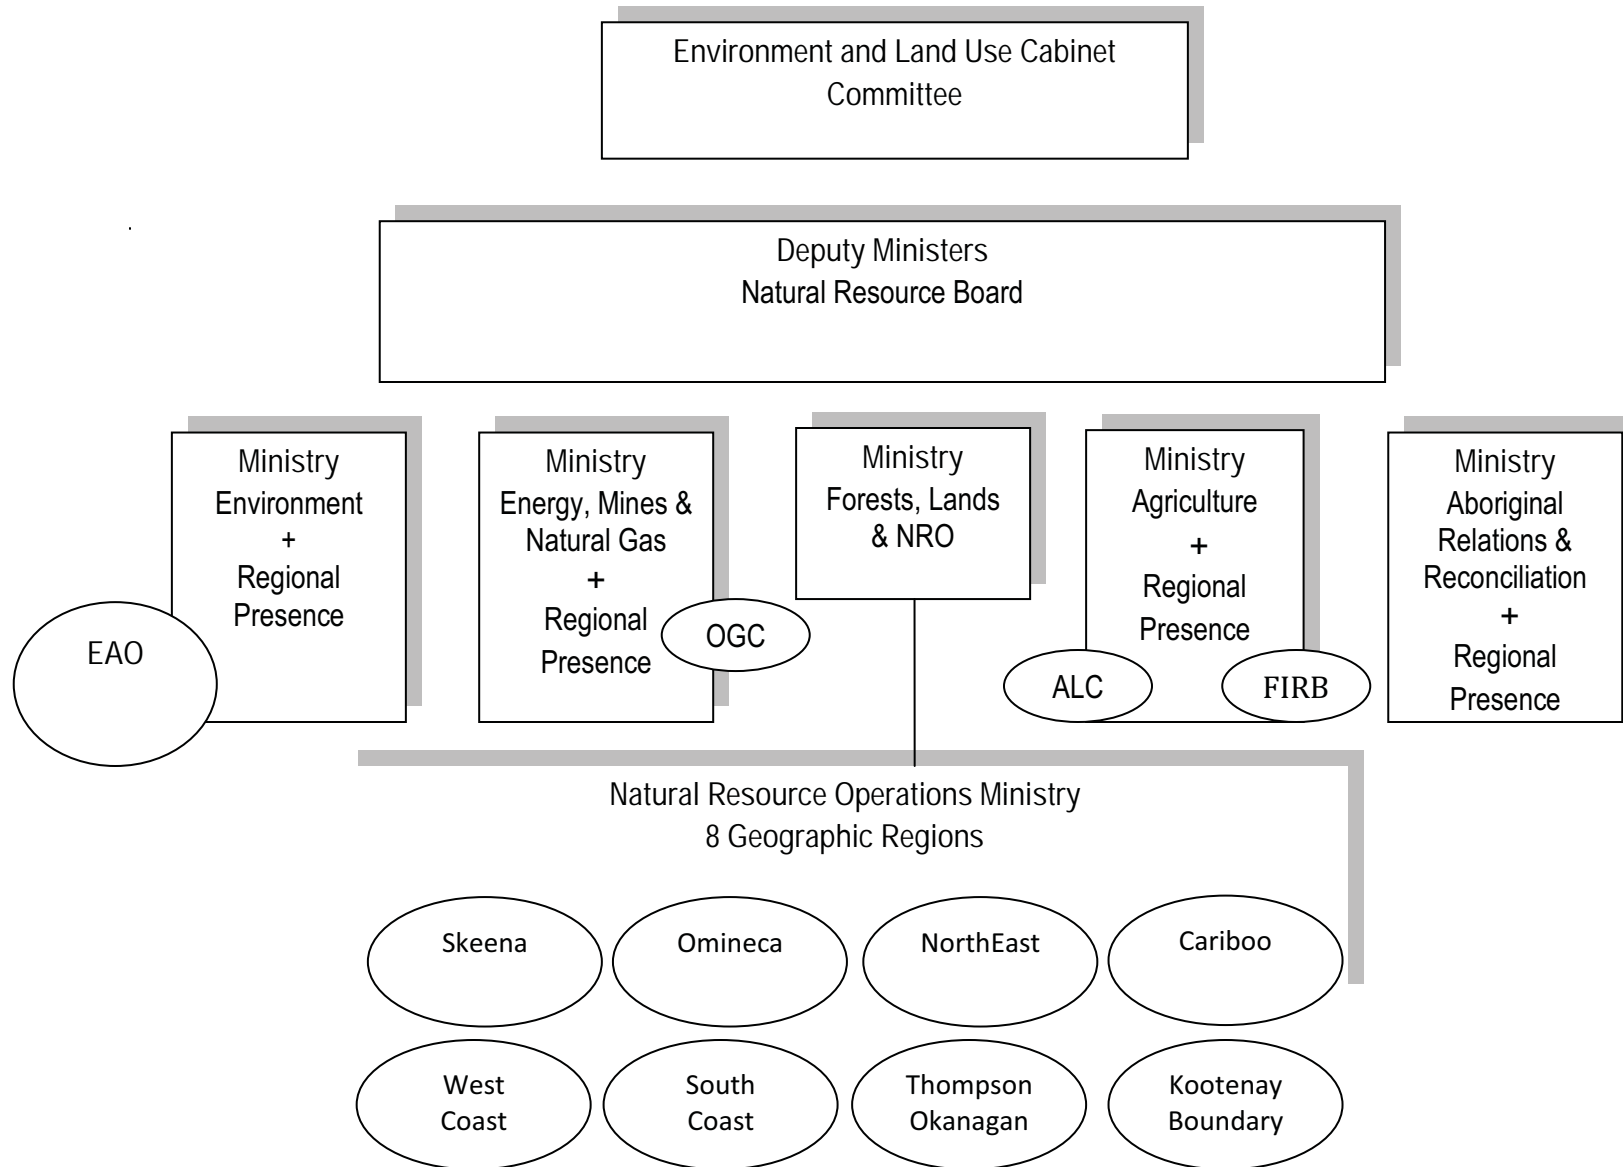 Environment and Land Use Cabinet
Committee
Deputy Ministers
Natural Resource Board
Ministry
Environment
+
Regional
Presence
EAO
Ministry
Energy, Mines &
Natural Gas
+
Regional
Presence
OGC
Ministry
Forests, Lands
& NRO
Ministry
Agriculture
+
Regional
Presence
ALC
FIRB
Ministry
Aboriginal
Relations &
Reconciliation
+
Regional
Presence
Natural Resource Operations Ministry
8 Geographic Regions
Skeena
Omineca
NorthEast
Cariboo
West
Coast
South
Coast
Thompson
Okanagan
Kootenay
Boundary